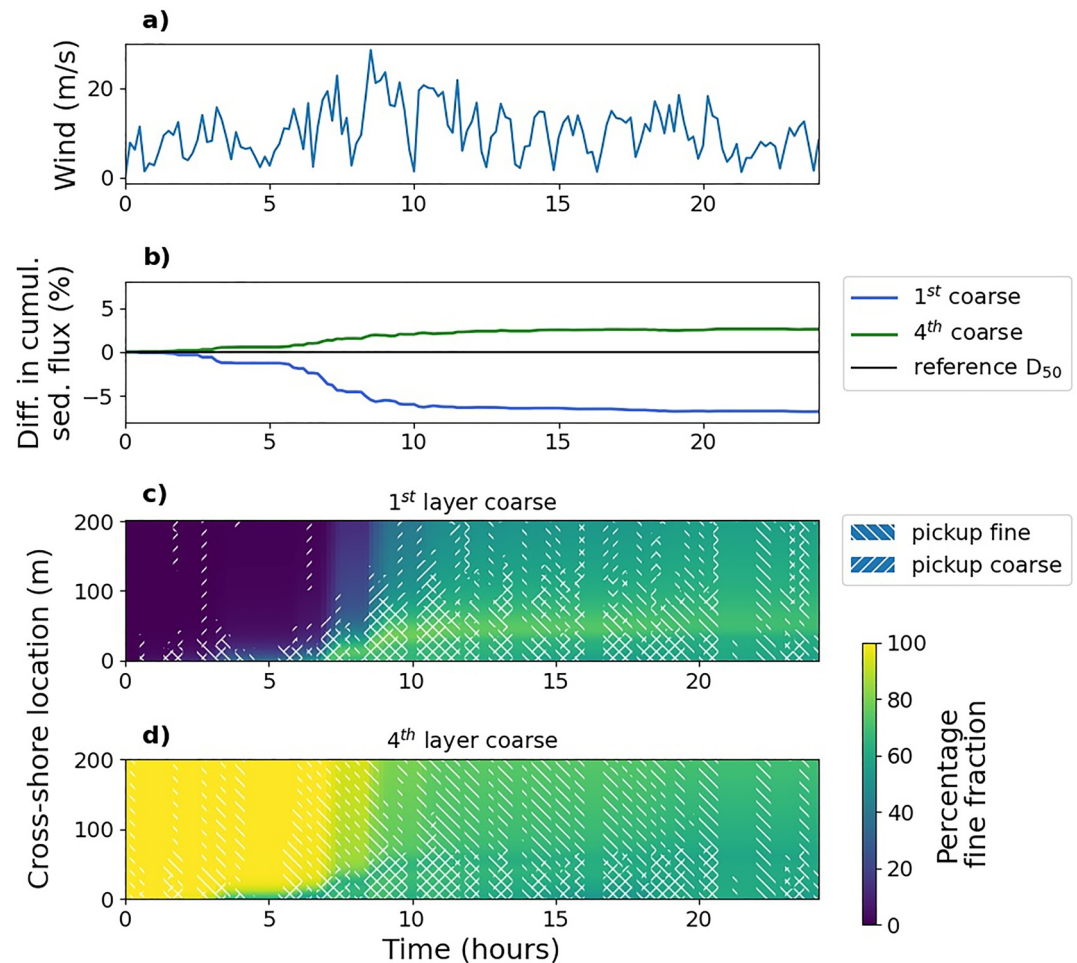 a)
Wind (m/s)
20
0
0 5 10 15 20
b)
Diff. in cumul.
sed. flux (%)
5
0
−5
0 5 10 15 20
1st coarse
4th coarse
reference D50
c)
1st layer coarse
200
100
0
0 5 10 15 20
pickup fine
pickup coarse
Cross-shore location (m)
d)
4th layer coarse
200
100
0
0 5 10 15 20
Time (hours)
100
80
60
40
20
0
Percentage
fine fraction